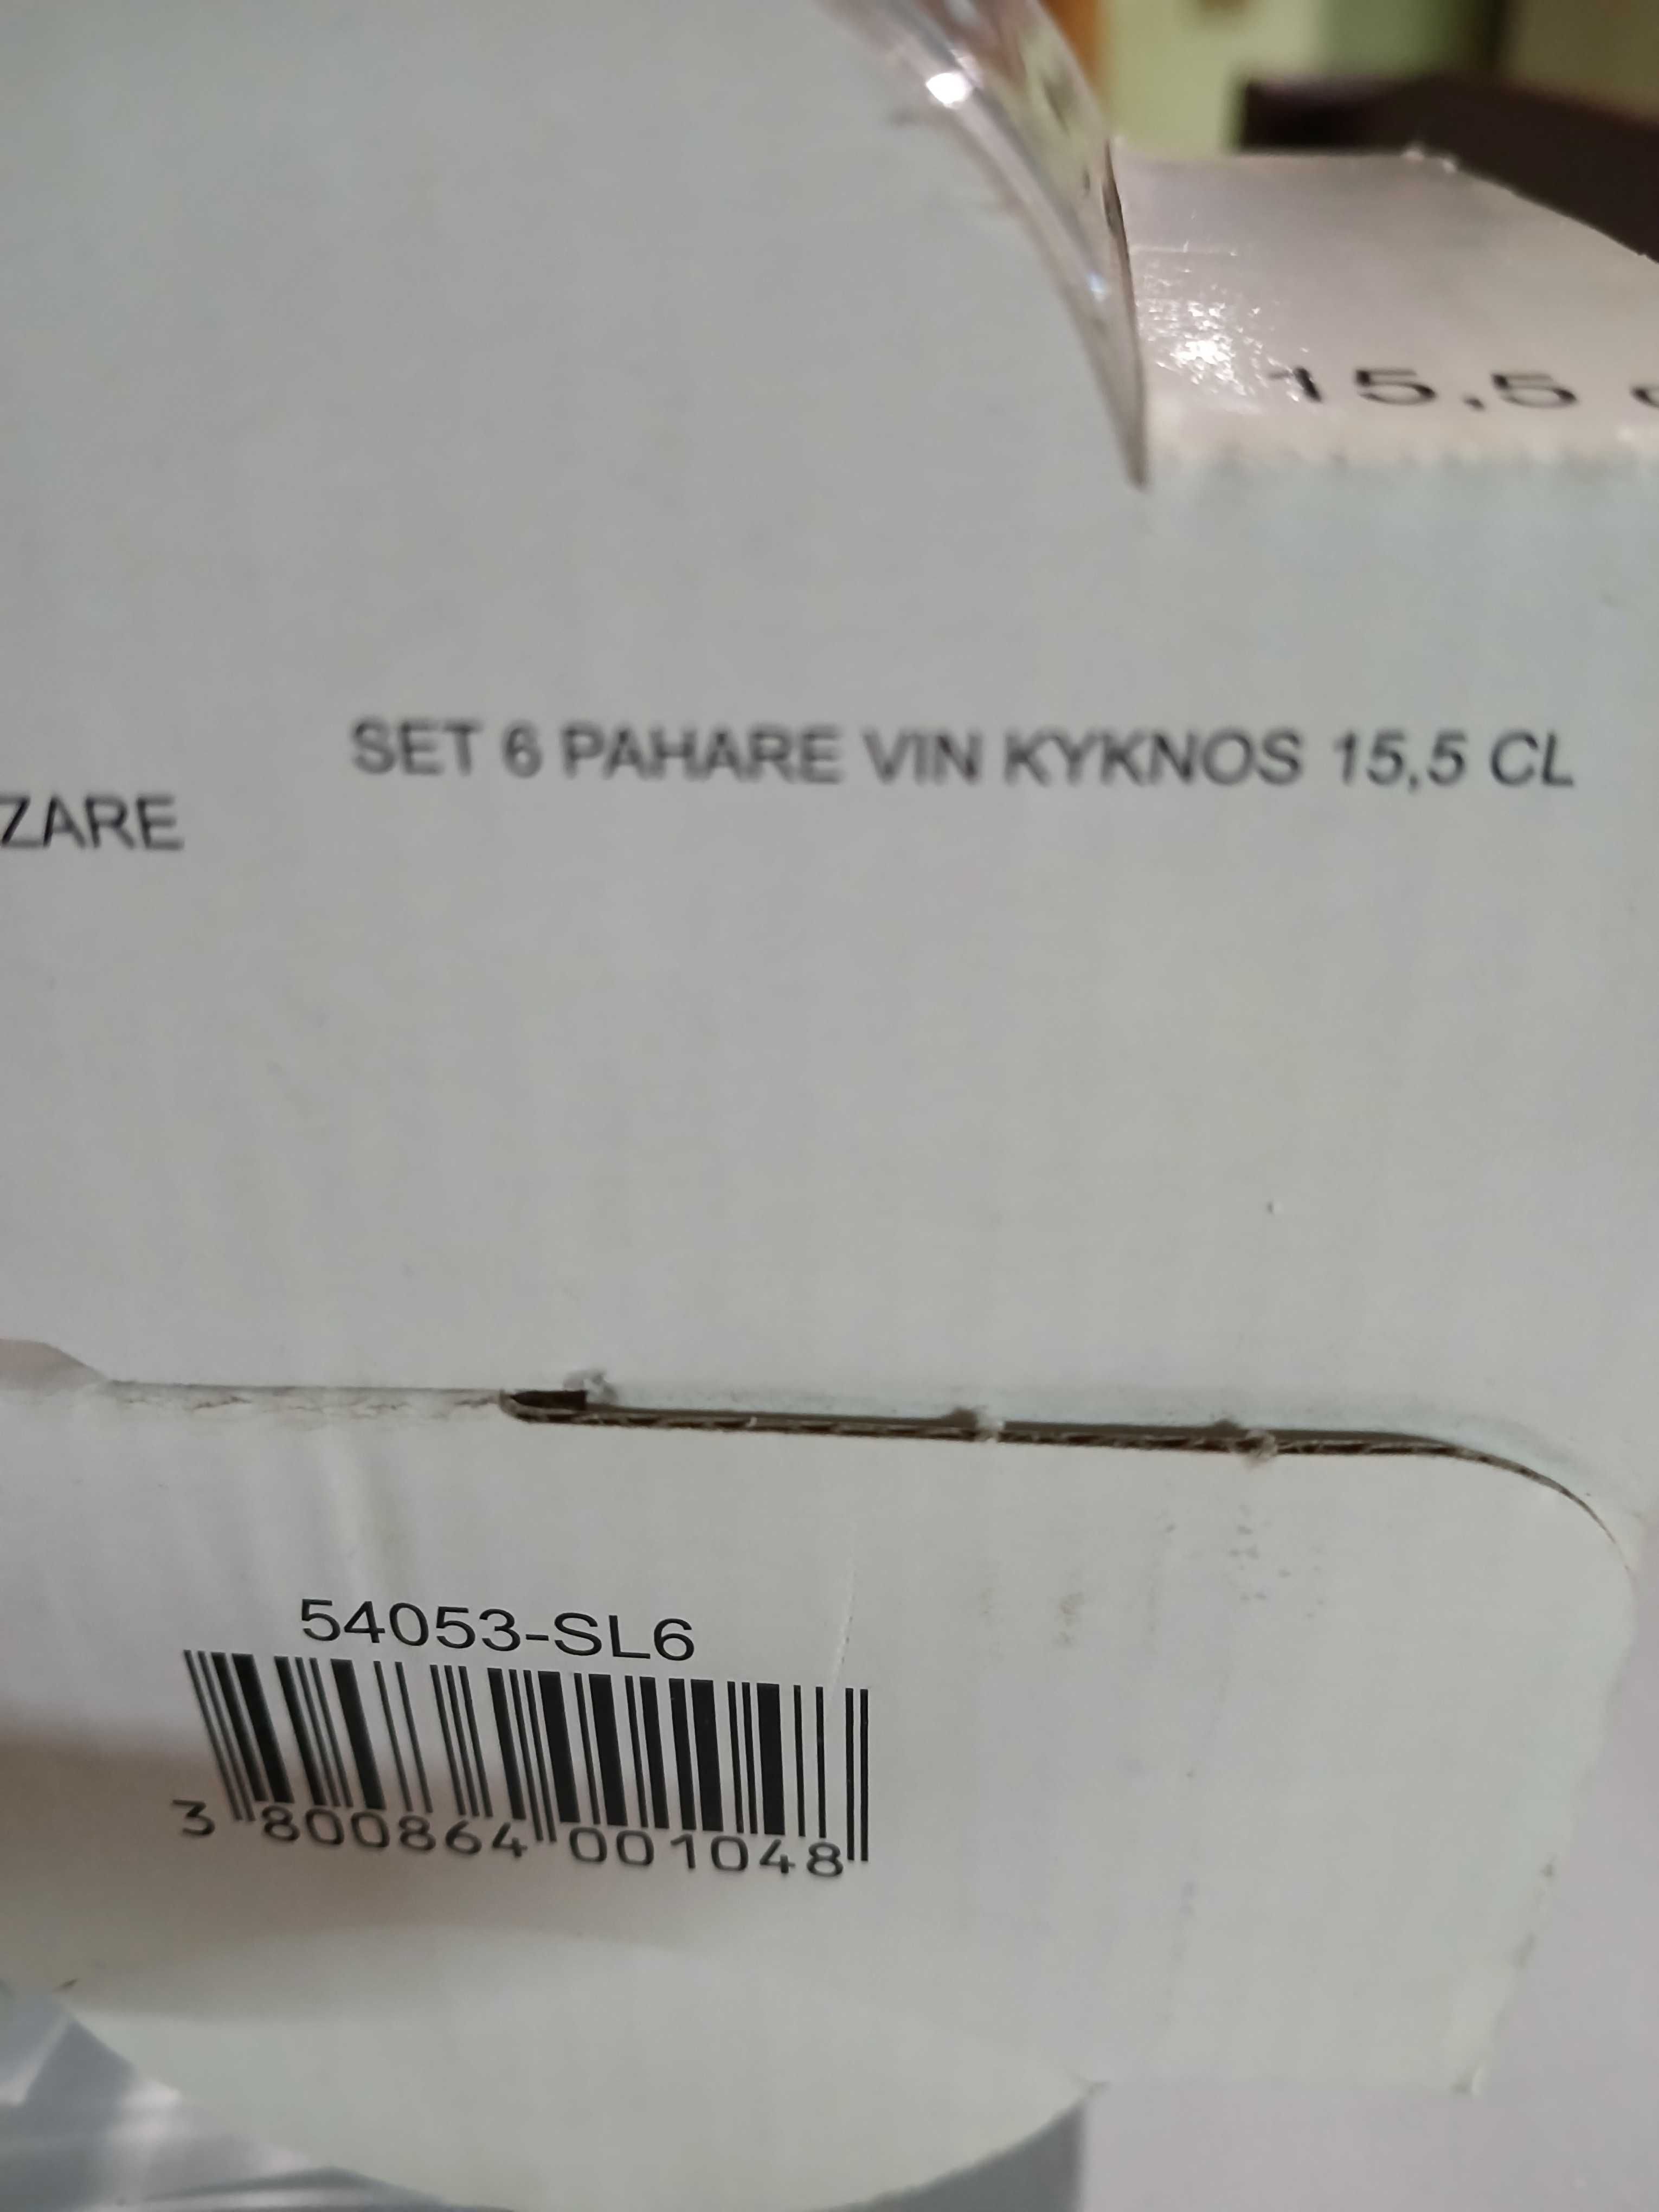 15,5
SET 6 PAHARE VIN KYKNOS 15,5 CL
ZARE
54053-SL6
3 800864 001048